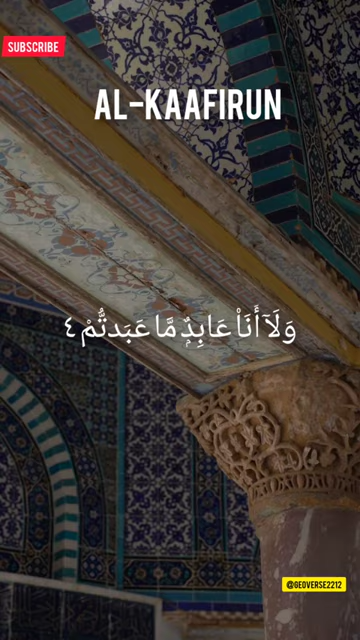 SUBSCRIBE
AL-KAAFIRUN
وَلَآ أَنَا۠ عَابِدٌۭ مَّا عَبَدتُّمْ ٤
@GEOVERSE2212